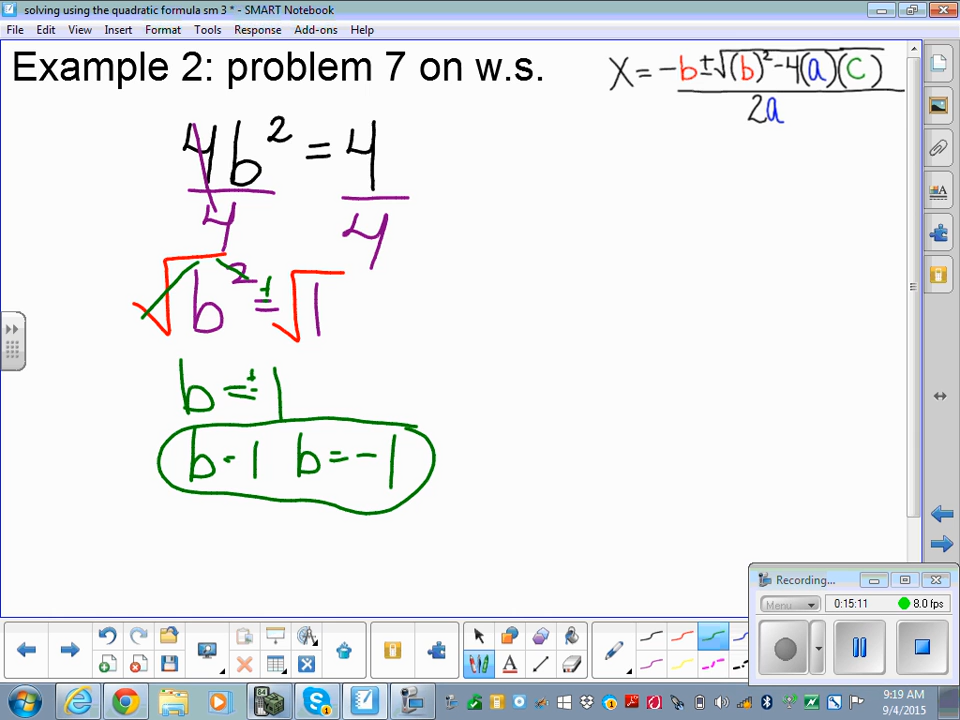 solving using the quadratic formula sm 3 * - SMART Notebook
File Edit View Insert Format Tools Response Add-ons Help
Example 2: problem 7 on w.s.
X = -b ± √(b)² - 4(a)(c)
2a
4b² = 4
4 4
√b² = ± √1
b = ± 1
b = 1 b = -1
Recording...
Menu
0:15:11 8.0 fps
A
9:19 AM
9/4/2015